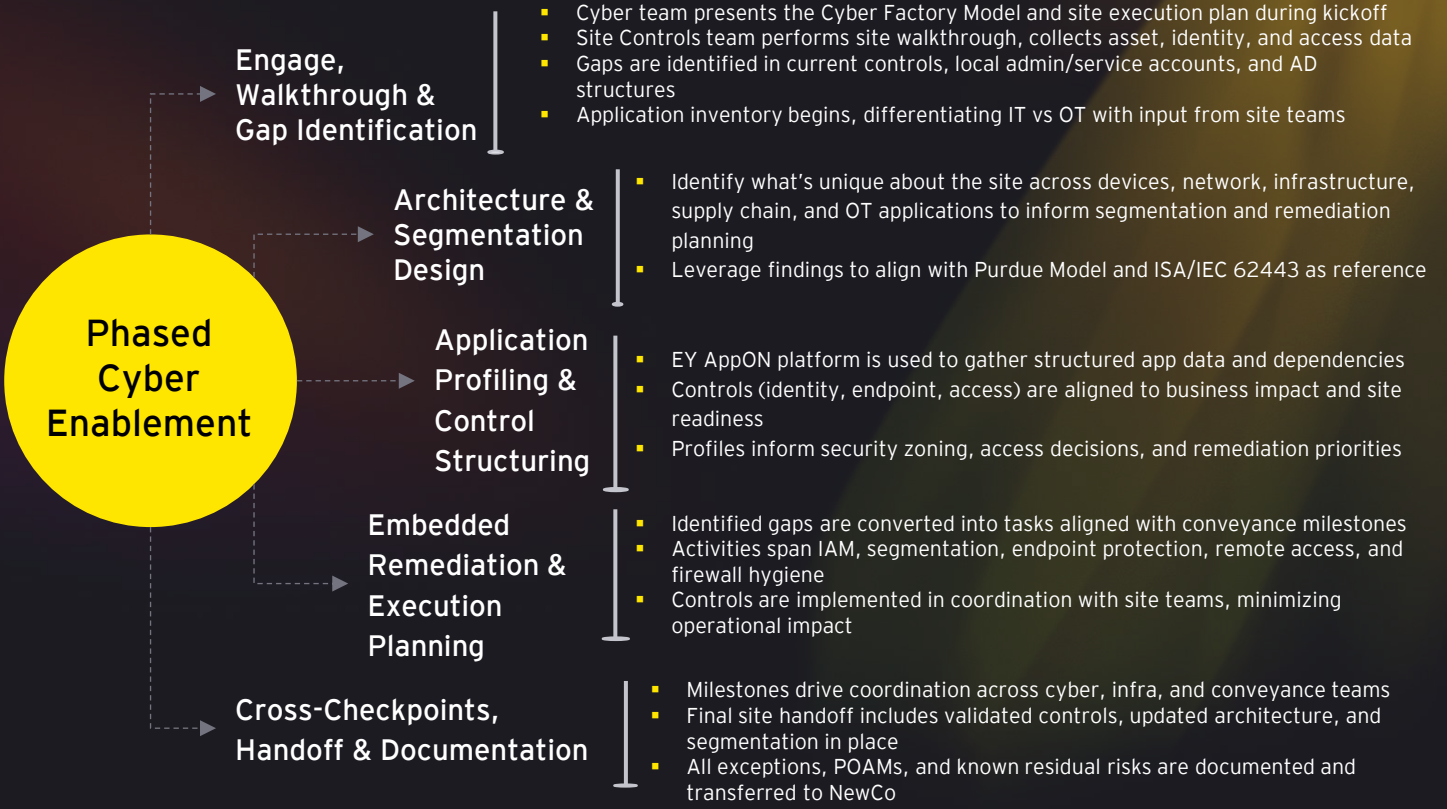 Phased
Cyber
Enablement
Engage,
Walkthrough &
Gap Identification
▪ Cyber team presents the Cyber Factory Model and site execution plan during kickoff
▪ Site Controls team performs site walkthrough, collects asset, identity, and access data
▪ Gaps are identified in current controls, local admin/service accounts, and AD
structures
▪ Application inventory begins, differentiating IT vs OT with input from site teams
Architecture &
Segmentation
Design
▪ Identify what's unique about the site across devices, network, infrastructure,
supply chain, and OT applications to inform segmentation and remediation
planning
▪ Leverage findings to align with Purdue Model and ISA/IEC 62443 as reference
Application
Profiling &
Control
Structuring
▪ EY AppON platform is used to gather structured app data and dependencies
▪ Controls (identity, endpoint, access) are aligned to business impact and site
readiness
▪ Profiles inform security zoning, access decisions, and remediation priorities
Embedded
Remediation &
Execution
Planning
▪ Identified gaps are converted into tasks aligned with conveyance milestones
▪ Activities span IAM, segmentation, endpoint protection, remote access, and
firewall hygiene
▪ Controls are implemented in coordination with site teams, minimizing
operational impact
Cross-Checkpoints,
Handoff & Documentation
▪ Milestones drive coordination across cyber, infra, and conveyance teams
▪ Final site handoff includes validated controls, updated architecture, and
segmentation in place
▪ All exceptions, POAMs, and known residual risks are documented and
transferred to NewCo